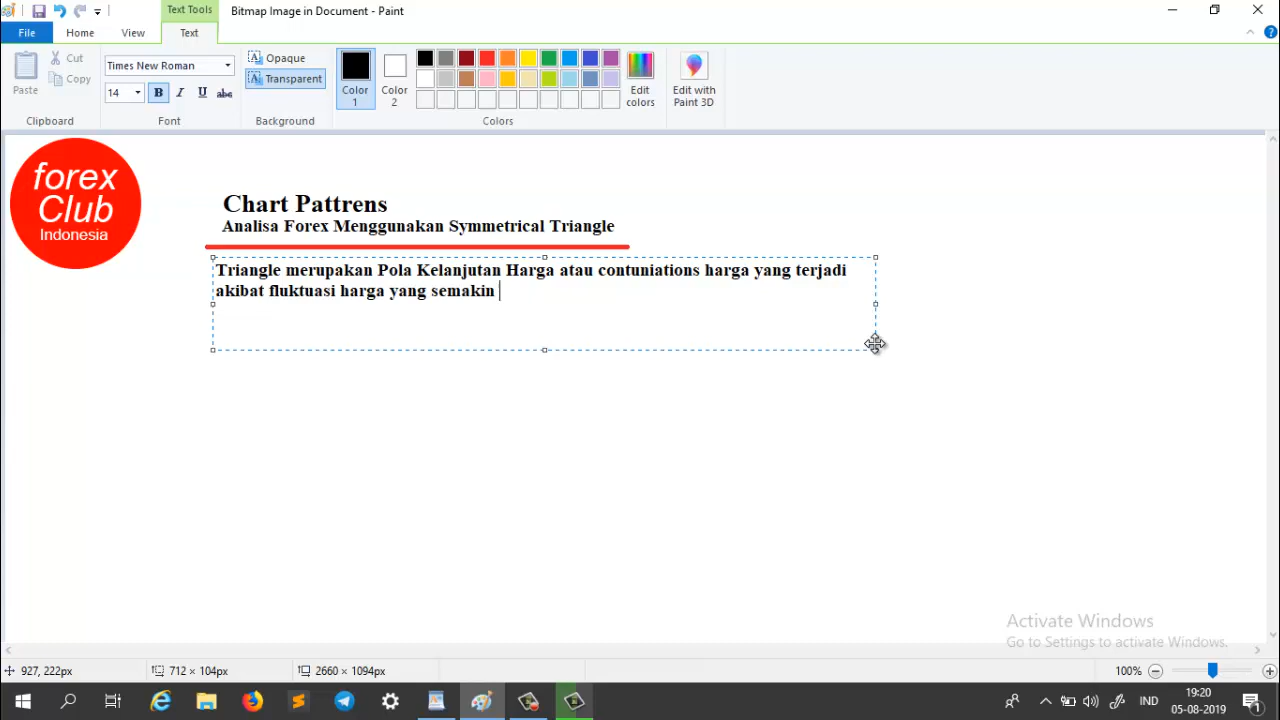 Text Tools
Bitmap Image in Document - Paint
File
Home
View
Text
Paste
Cut
Copy
Clipboard
Times New Roman
14
B
I
U
abc
Font
Opaque
Transparent
Background
Color 1
Color 2
Edit colors
Colors
Edit with Paint 3D
forex
Club
Indonesia
Chart Pattrens
Analisa Forex Menggunakan Symmetrical Triangle
Triangle merupakan Pola Kelanjutan Harga atau contuniations harga yang terjadi
akibat fluktuasi harga yang semakin
Activate Windows
Go to Settings to activate Windows.
927, 222px
712 × 104px
2660 × 1094px
100%
IND
19:20
05-08-2019
1